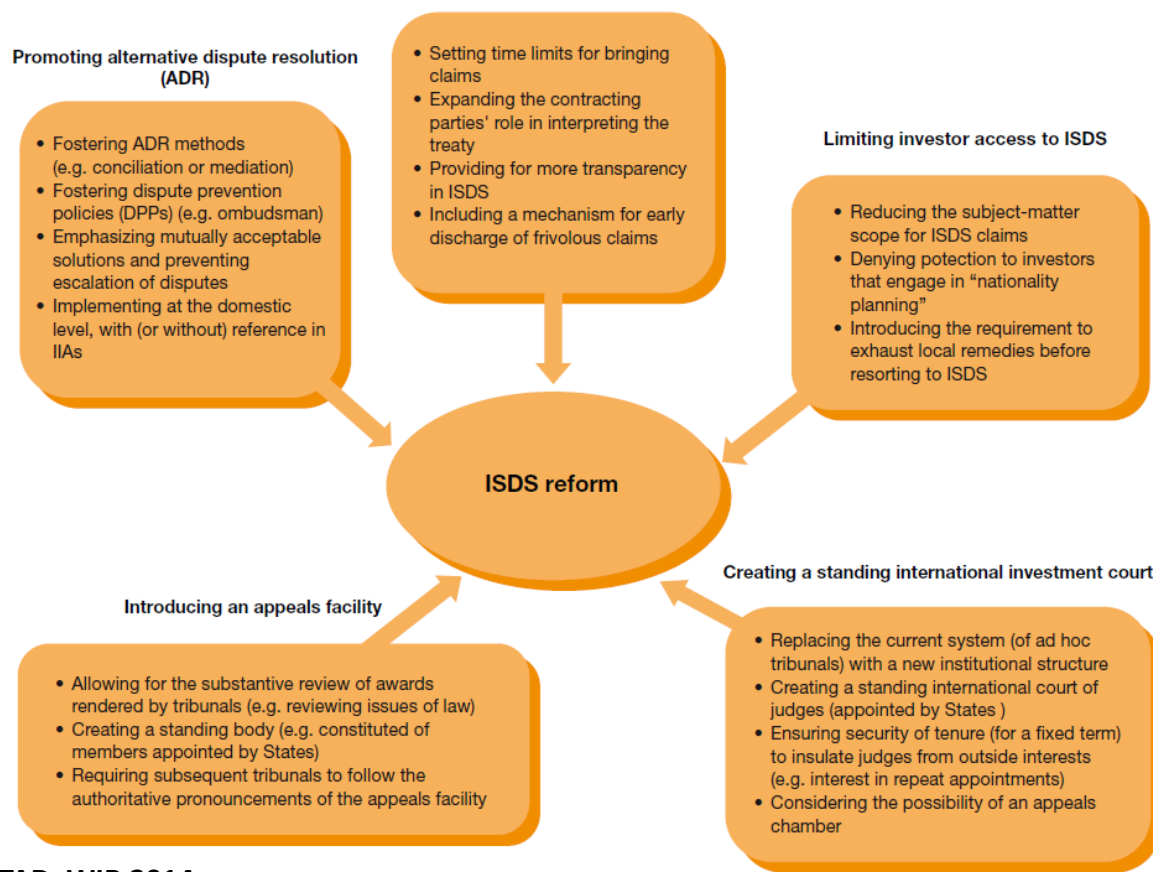 Promoting alternative dispute resolution
(ADR)
• Fostering ADR methods
(e.g. conciliation or mediation)
• Fostering dispute prevention
policies (DPPs) (e.g. ombudsman)
• Emphasizing mutually acceptable
solutions and preventing
escalation of disputes
• Implementing at the domestic
level, with (or without) reference in
IIAs
• Setting time limits for bringing
claims
• Expanding the contracting
parties' role in interpreting the
treaty
• Providing for more transparency
in ISDS
• Including a mechanism for early
discharge of frivolous claims
Limiting investor access to ISDS
• Reducing the subject-matter
scope for ISDS claims
• Denying potection to investors
that engage in “nationality
planning”
• Introducing the requirement to
exhaust local remedies before
resorting to ISDS
ISDS reform
Introducing an appeals facility
• Allowing for the substantive review of awards
rendered by tribunals (e.g. reviewing issues of law)
• Creating a standing body (e.g. constituted of
members appointed by States)
• Requiring subsequent tribunals to follow the
authoritative pronouncements of the appeals facility
Creating a standing international investment court
• Replacing the current system (of ad hoc
tribunals) with a new institutional structure
• Creating a standing international court of
judges (appointed by States )
• Ensuring security of tenure (for a fixed term)
to insulate judges from outside interests
(e.g. interest in repeat appointments)
• Considering the possibility of an appeals
chamber